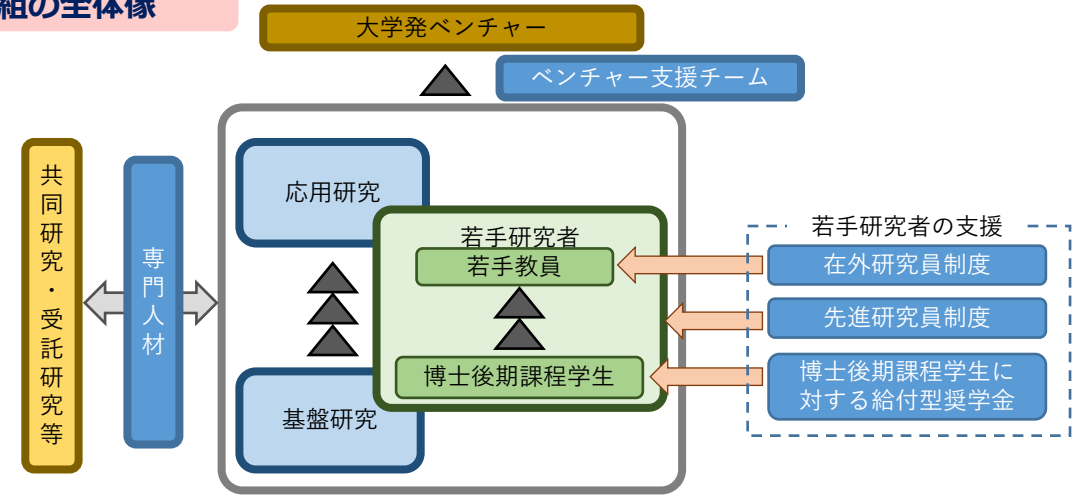 組の全体像
大学発ベンチャー
ベンチャー支援チーム
共同研究・受託研究等
専門人材
応用研究
若手研究者
若手教員
博士後期課程学生
基盤研究
若手研究者の支援
在外研究員制度
先進研究員制度
博士後期課程学生に
対する給付型奨学金